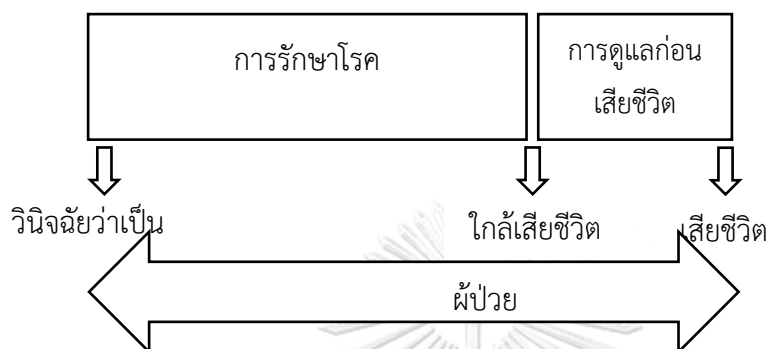 การรักษาโรค
การดูแลก่อน
เสียชีวิต
วินิจฉัยว่าเป็น
ใกล้เสียชีวิต
เสียชีวิต
ผู้ป่วย